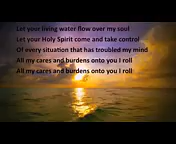 Let your living water flow over my soul
Let your Holy Spirit come and take control
Of every situation that has troubled my mind
All my cares and burdens onto you I roll
All my cares and burdens onto you I roll